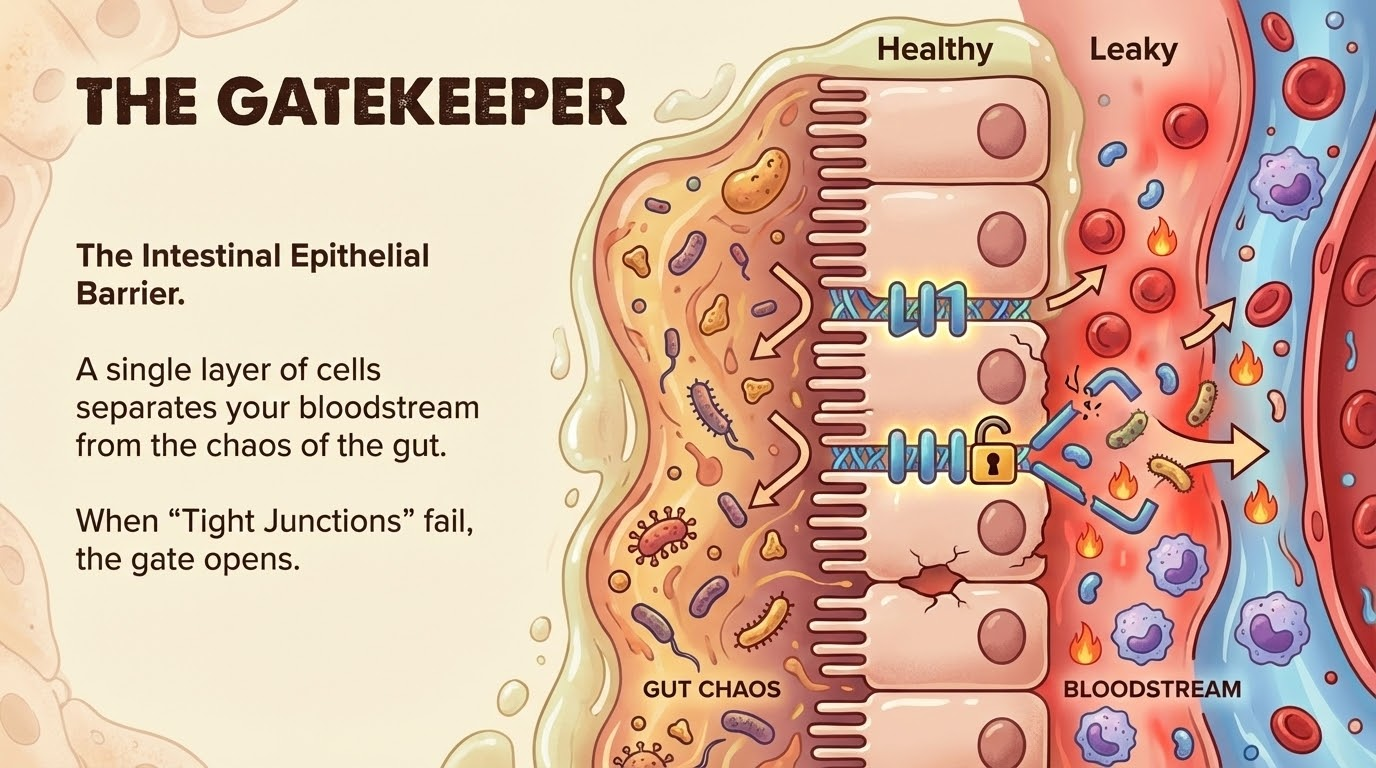 THE GATEKEEPER
The Intestinal Epithelial
Barrier.
A single layer of cells
separates your bloodstream
from the chaos of the gut.
When “Tight Junctions” fail,
the gate opens.
Healthy
Leaky
GUT CHAOS
BLOODSTREAM